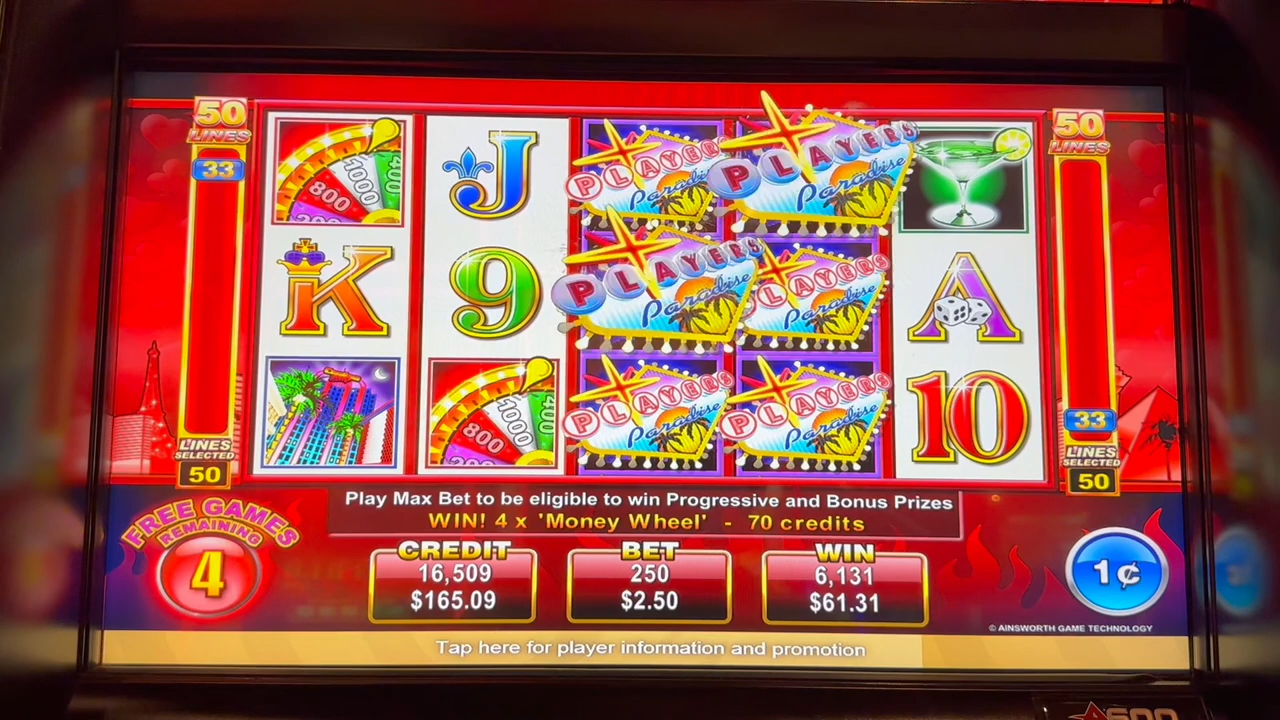 50
LINES
33
800
1000
400
200
J
PLAYERS
Paradise
PLAYERS
Paradise
50
LINES
K
9
PLAYERS
Paradise
PLAYERS
Paradise
A
800
1000
400
PLAYERS
Paradise
PLAYERS
Paradise
10
33
LINES
SELECTED
50
LINES
SELECTED
50
Play Max Bet to be eligible to win Progressive and Bonus Prizes
WIN! 4 x 'Money Wheel' - 70 credits
FREE GAMES
REMAINING
4
CREDIT
16,509
$165.09
BET
250
$2.50
WIN
6,131
$61.31
1¢
© AINSWORTH GAME TECHNOLOGY
Tap here for player information and promotion